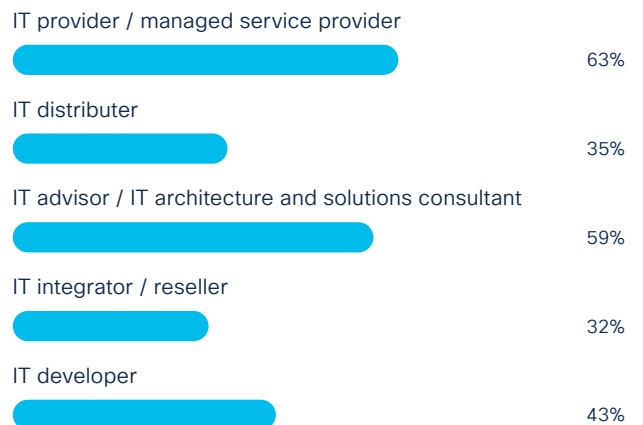 IT provider / managed service provider
63%
IT distributer
35%
IT advisor / IT architecture and solutions consultant
59%
IT integrator / reseller
32%
IT developer
43%